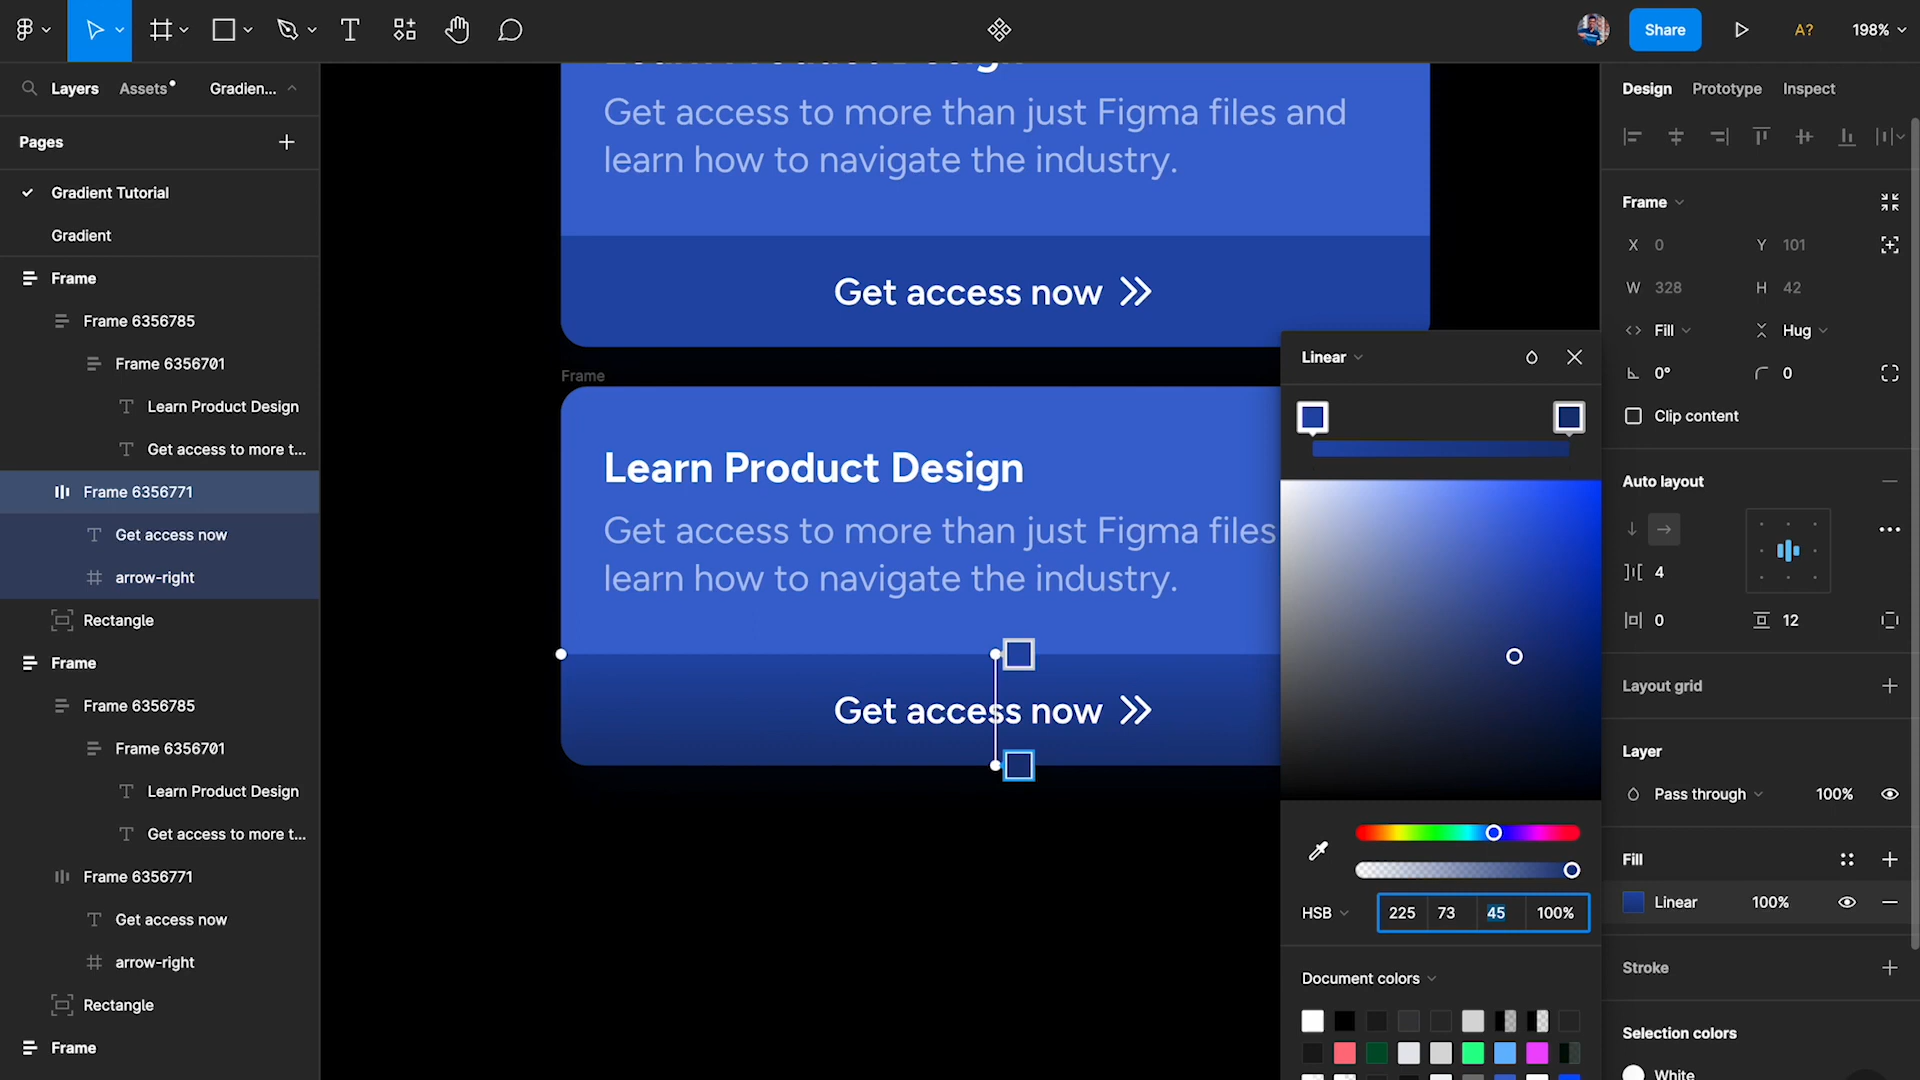 Share
A?
198%
Layers
Assets
Gradien...
Pages
Gradient Tutorial
Gradient
Frame
Frame 6356785
Frame 6356701
Learn Product Design
Get access to more t...
Frame 6356771
Get access now
arrow-right
Rectangle
Frame
Frame 6356785
Frame 6356701
Learn Product Design
Get access to more t...
Frame 6356771
Get access now
arrow-right
Rectangle
Frame
Learn Product Design
Get access to more than just Figma files and
learn how to navigate the industry.
Get access now
Frame
Learn Product Design
Get access to more than just Figma files
learn how to navigate the industry.
Get access now
Linear
HSB
225 73 45 100%
Document colors
Design
Prototype
Inspect
Frame
X 0
Y 101
W 328
H 42
Fill
Hug
0°
0
Clip content
Auto layout
4
0
12
Layout grid
Layer
Pass through
100%
Fill
Linear
100%
Stroke
Selection colors
White